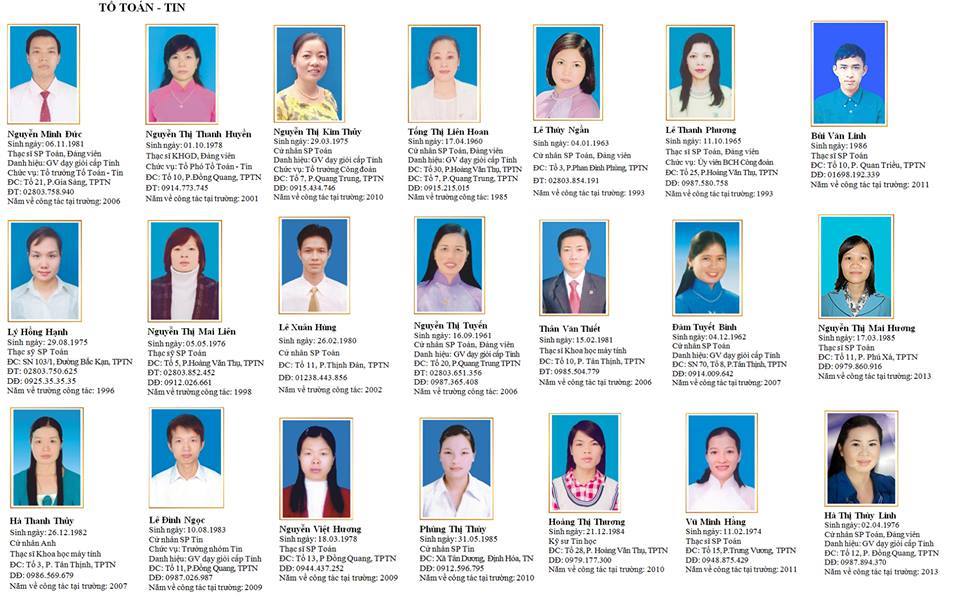 TỔ TOÁN - TIN
Nguyễn Minh Đức
Sinh ngày: 06.11.1981
Thạc sĩ SP Toán, Đảng viên
Danh hiệu: GV dạy giỏi cấp Tỉnh
Chức vụ: Tổ trưởng Tổ Toán - Tin
ĐC: Tổ 21, P.Gia Sàng, TPTN
ĐT: 02803.758.940
Năm về công tác tại trường: 2006
Nguyễn Thị Thanh Huyền
Sinh ngày: 01.10.1978
Thạc sĩ KHGD, Đảng viên
Chức vụ: Tổ Phó Tổ Toán - Tin
ĐC: Tổ 10, P.Đồng Quang, TPTN
ĐT: 0914.773.745
Năm về công tác tại trường: 2001
Nguyễn Thị Kim Thủy
Sinh ngày: 29.03.1975
Cử nhân SP Toán
Danh hiệu: GV dạy giỏi cấp Tỉnh
Chức vụ: Tổ trưởng Công đoàn
ĐC: Tổ 7, P.Quang Trung, TPTN
DĐ: 0915.434.746
Năm về công tác tại trường: 2010
Tống Thị Liên Hoan
Sinh ngày: 17.04.1960
Cử nhân SP Toán, Đảng viên
Danh hiệu: GV dạy giỏi cấp Tỉnh
ĐC: Tổ 30, P.Hoàng Văn Thụ, TPTN
ĐC: Tổ 7, P.Quang Trung, TPTN
DĐ: 0915.215.015
Năm về trường công tác: 1985
Lê Thúy Ngần
Sinh ngày: 04.01.1963
Cử nhân SP Toán, Đảng viên
ĐC: Tổ 3, P.Phan Đình Phùng, TPTN
ĐT: 02803.854.191
Năm về công tác tại trường: 1993
Lê Thanh Phương
Sinh ngày: 11.10.1965
Thạc sĩ SP Toán, Đảng viên
Chức vụ: Ủy viên BCH Công đoàn
ĐC: Tổ 25, P.Hoàng Văn Thụ, TPTN
DĐ: 0987.580.758
Năm về công tác tại trường: 1993
Bùi Văn Linh
Sinh ngày: 1986
Thạc sĩ SP Toán
ĐC: Tổ 10, P. Quan Triều, TPTN
DĐ: 01698.192.339
Năm về công tác tại trường: 2011
Lý Hồng Hạnh
Sinh ngày: 29.08.1975
Thạc sỹ SP Toán
ĐC: SN 103/1, Đường Bắc Kạn, TPTN
ĐT: 02803.750.625
DĐ: 0925.35.35.35
Năm về trường công tác: 1996
Nguyễn Thị Mai Liên
Sinh ngày: 05.05.1976
Thạc sỹ SP Toán
ĐC: Tổ 5, P.Hoàng Văn Thụ, TPTN
ĐT: 02803.852.452
DĐ: 0912.026.661
Năm về trường công tác: 1998
Lê Xuân Hùng
Sinh ngày: 26.02.1980
Cử nhân SP Toán
ĐC: Tổ 11, P.Thịnh Đán, TPTN
DĐ: 01238.443.856
Năm về trường công tác: 2002
Nguyễn Thị Tuyến
Sinh ngày: 16.09.1961
Cử nhân SP Toán, Đảng viên
Danh hiệu: GV dạy giỏi cấp Tỉnh
ĐC: Tổ 20, P.Quang Trung TPTN
ĐT: 02803.651.356
DĐ: 0987.365.408
Năm về trường công tác: 2006
Thân Văn Thiết
Sinh ngày: 15.02.1981
Thạc sĩ Khoa học máy tính
ĐC: Tổ 10, P. Tân Thịnh, TPTN
ĐT: 0985.504.779
Năm về công tác tại trường: 2006
Đàm Tuyết Bình
Sinh ngày: 04.12.1962
Cử nhân SP Toán
Danh hiệu: GV dạy giỏi cấp Tỉnh
ĐC: SN 70, Tổ 8, P.Tân Thịnh, TPTN
DĐ: 0914.009.642
Năm về công tác tại trường: 2007
Nguyễn Thị Mai Hương
Sinh ngày: 17.03.1985
Thạc sĩ SP Toán
ĐC: Tổ 11, P. Phú Xá, TPTN
DĐ: 0979.860.916
Năm về công tác tại trường: 2013
Hà Thanh Thủy
Sinh ngày: 26.12.1982
Cử nhân Anh
Thạc sĩ Khoa học máy tính
ĐC: Tổ 3, P. Tân Thịnh, TPTN
DĐ: 0986.569.679
Năm về công tác tại trường: 2007
Lê Đình Ngọc
Sinh ngày: 10.08.1983
Cử nhân SP Tin
Chức vụ: Trưởng nhóm Tin
Danh hiệu: GV dạy giỏi cấp Tỉnh
ĐC: Tổ 11, P.Đồng Quang, TPTN
DĐ: 0987.026.987
Năm về công tác tại trường: 2009
Nguyễn Việt Hương
Sinh ngày: 18.03.1978
Thạc sĩ SP Toán
ĐC: Tổ 13, P Đồng Quang, TPTN
DĐ: 0944.437.252
Năm về công tác tại trường: 2009
Phùng Thị Thủy
Sinh ngày: 31.05.1985
Cử nhân SP Tin
ĐC: Xã Tân Dương, Định Hóa, TN
DĐ: 0912.596.795
Năm về công tác tại trường: 2010
Hoàng Thị Thương
Sinh ngày: 21.12.1984
Kỹ sư Tin học
ĐC: Tổ 28, P. Hoàng Văn Thụ, TPTN
DĐ: 0979.177.300
Năm về công tác tại trường: 2010
Vũ Minh Hằng
Sinh ngày: 11.02.1974
Thạc sĩ SP Toán
ĐC: Tổ 15, P.Trưng Vương, TPTN
DĐ: 0948.875.429
Năm về công tác tại trường: 2011
Hà Thị Thùy Linh
Sinh ngày: 02.04.1976
Cử nhân SP Toán, Đảng viên
Danh hiệu: GV dạy giỏi cấp Tỉnh
ĐC: Tổ 12, P. Đồng Quang, TPTN
DĐ: 0987.894.370
Năm về công tác tại trường: 2013